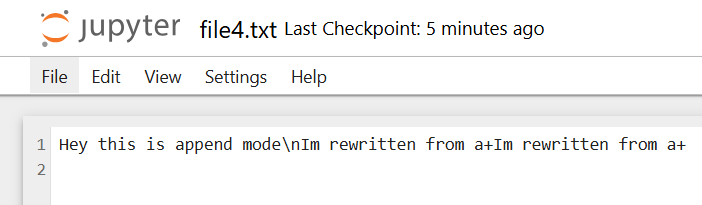 jupyter file4.txt Last Checkpoint: 5 minutes ago
File Edit View Settings Help
1 Hey this is append mode\nIm rewritten from a+Im rewritten from a+
2